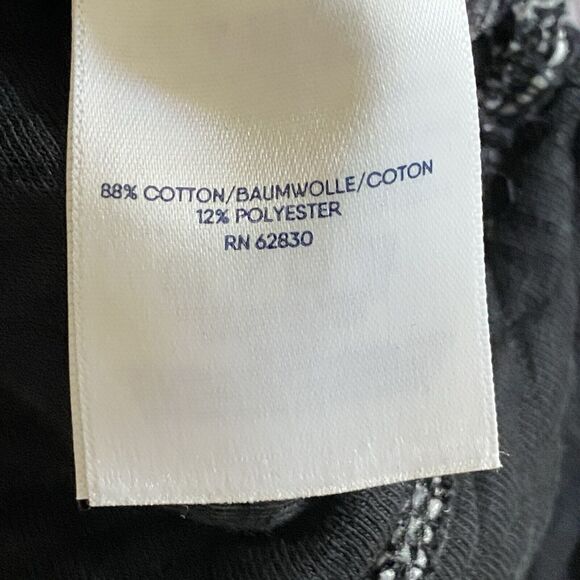 88% COTTON/BAUMWOLLE/COTON
12% POLYESTER
RN 62830